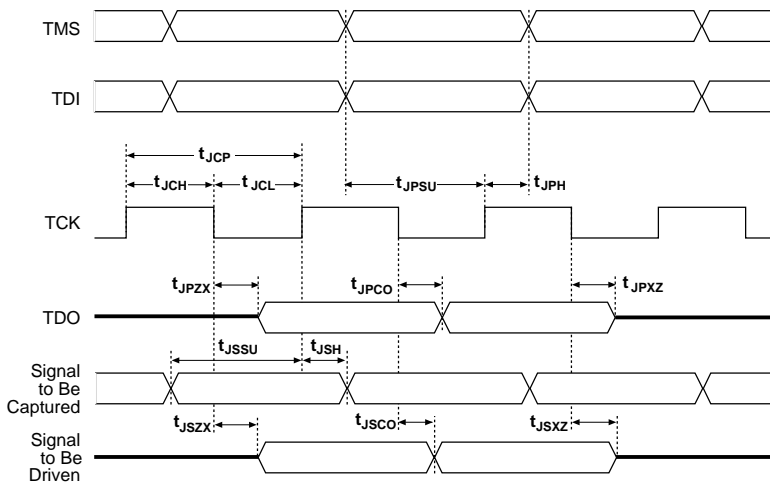 TMS
TDI
tJCP
tJCH
tJCL
tJPSU
tJPH
TCK
tJPZX
tJPCO
tJPXZ
TDO
tJSSU
tJSH
Signal
to Be
Captured
tJSZX
tJSCO
tJSXZ
Signal
to Be
Driven